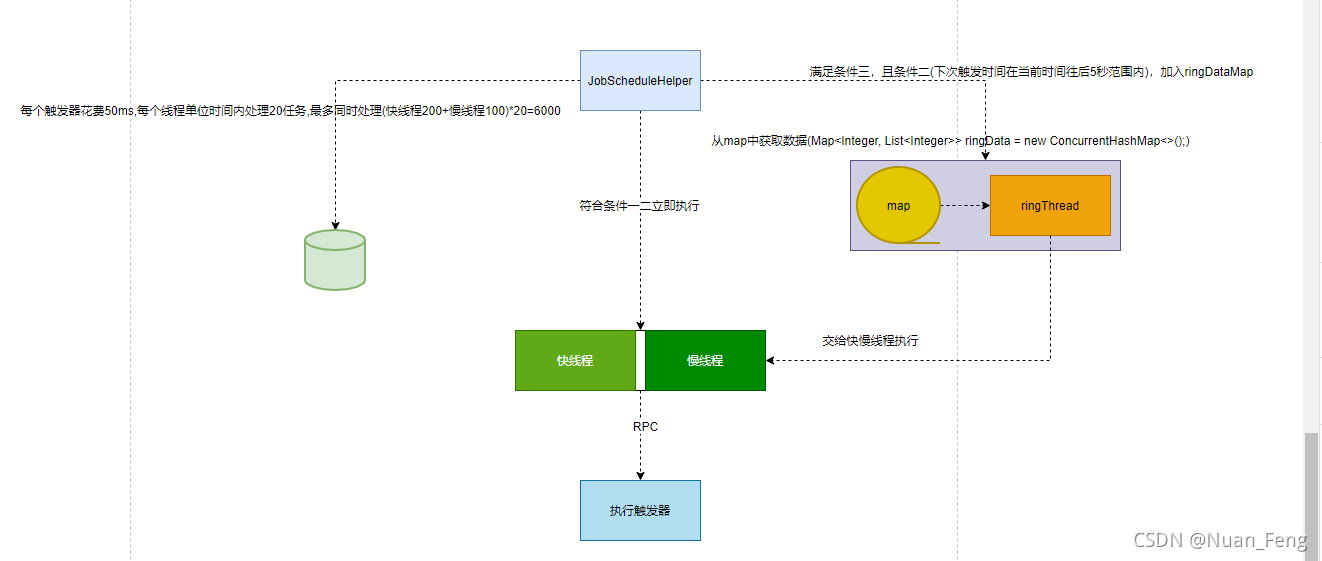 JobScheduleHelper
满足条件三，且条件二(下次触发时间在当前时间往后5秒范围内)，加入ringDataMap
每个触发器花费50ms,每个线程单位时间内处理20任务,最多同时处理(快线程200+慢线程100)*20=6000
从map中获取数据(Map<Integer, List<Integer>> ringData = new ConcurrentHashMap<>();)
符合条件一二立即执行
map
ringThread
交给快慢线程执行
快线程
慢线程
RPC
执行触发器
CSDN @Nuan_Feng